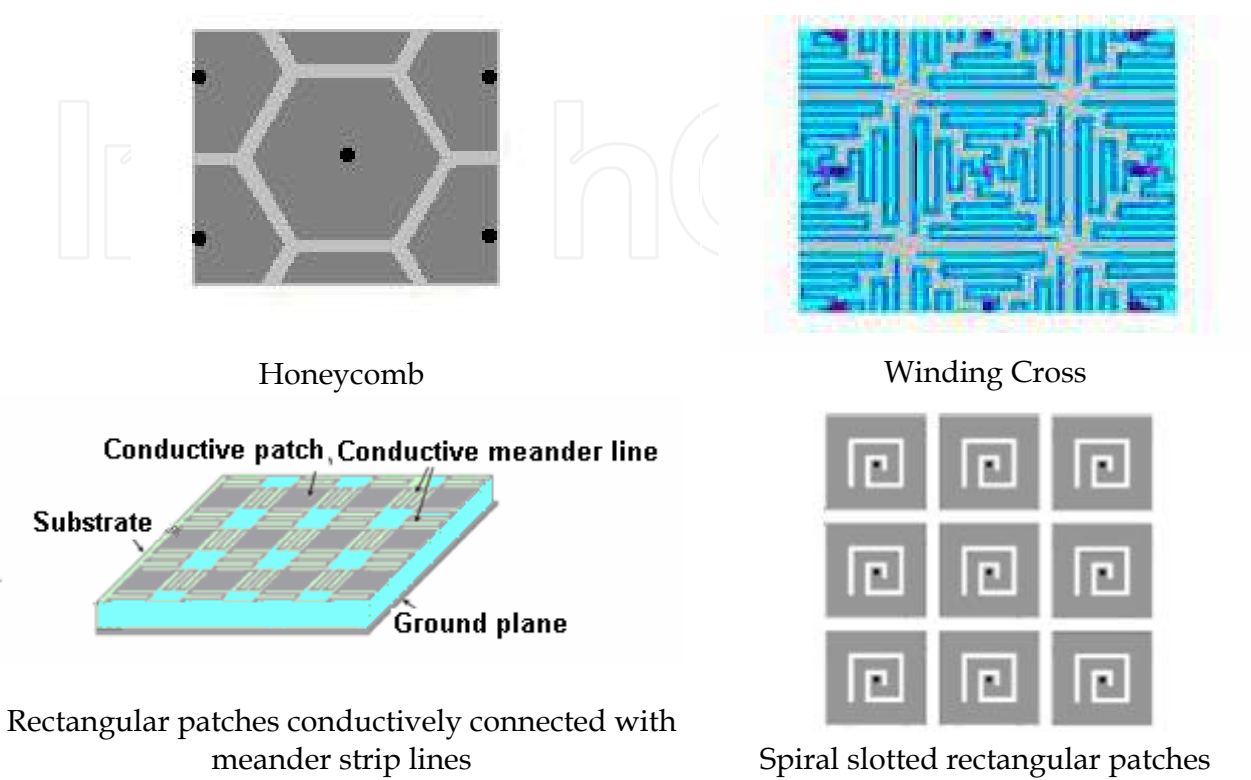 Honeycomb
Winding Cross
Conductive patch
Conductive meander line
Substrate
Ground plane
Rectangular patches conductively connected with
meander strip lines
Spiral slotted rectangular patches